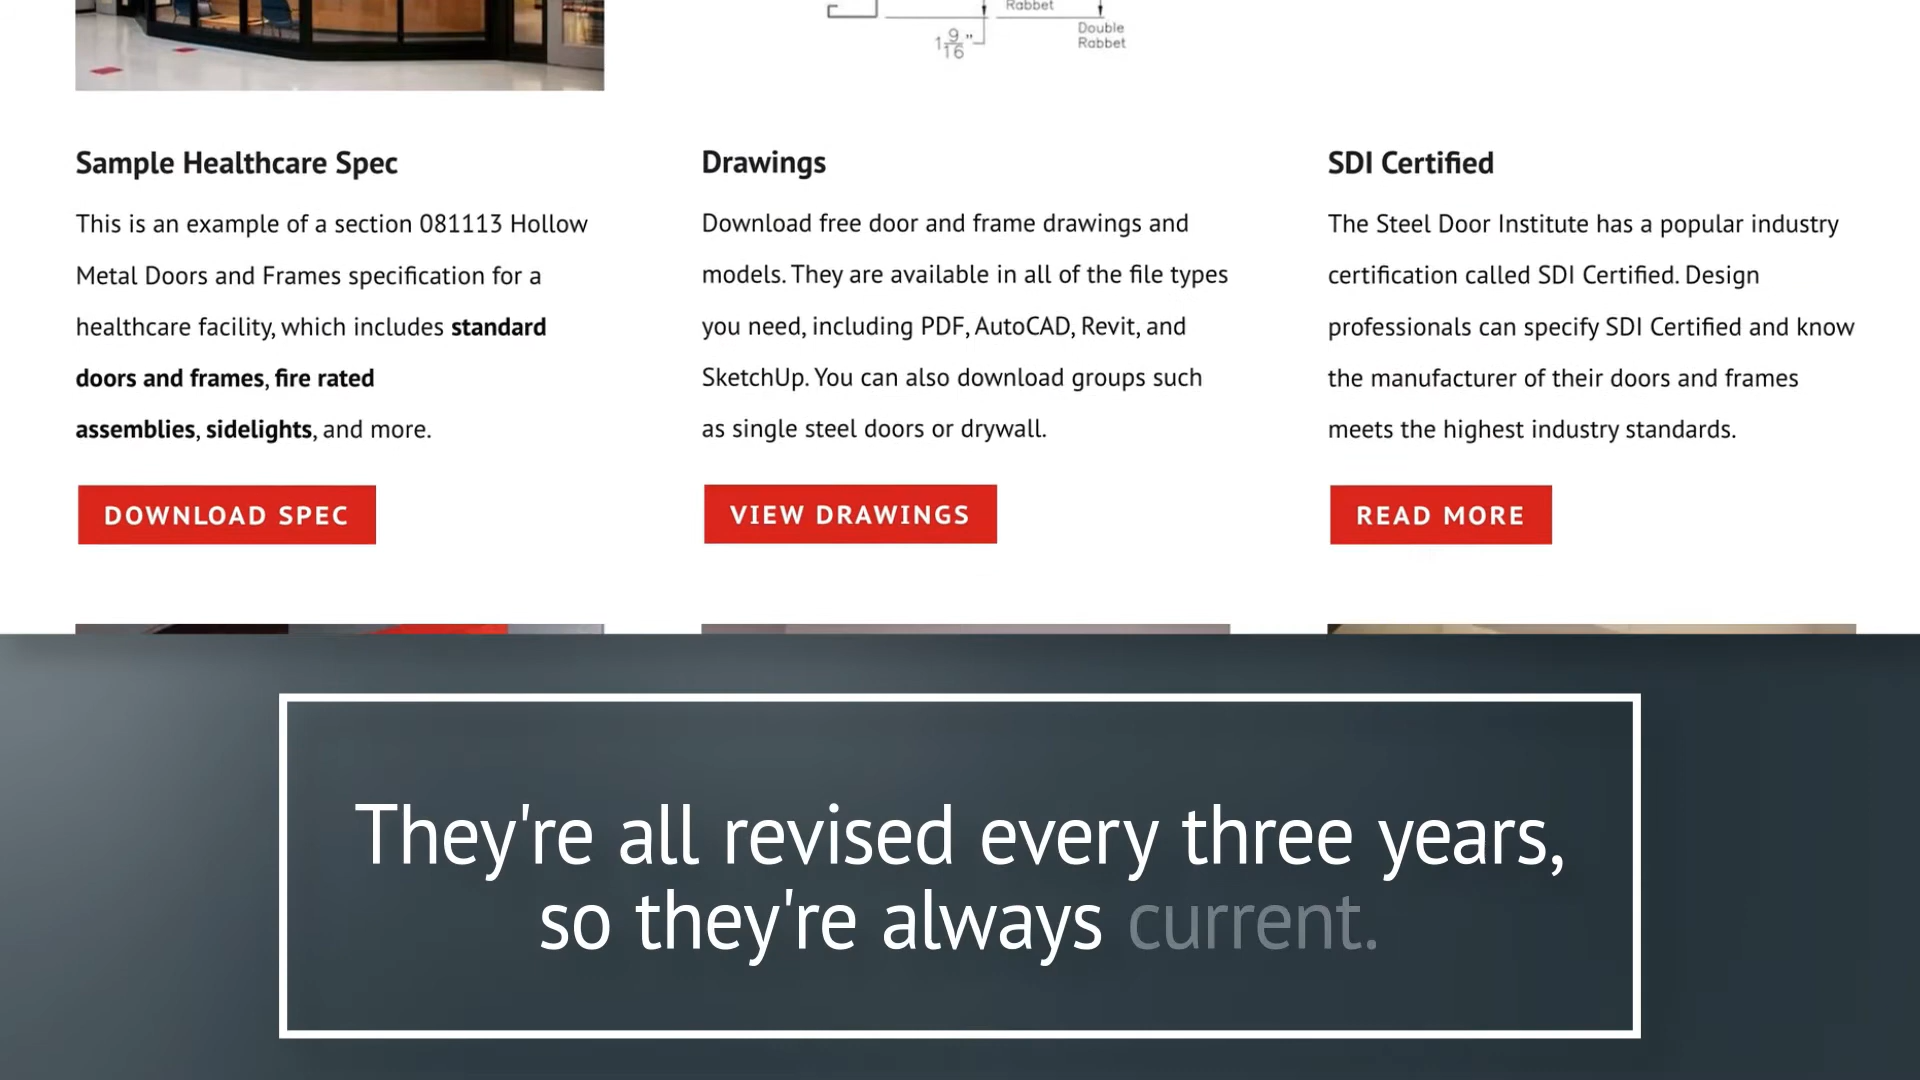 Rabbet
Double
Rabbet
1 9/16"
Sample Healthcare Spec
This is an example of a section 081113 Hollow
Metal Doors and Frames specification for a
healthcare facility, which includes standard
doors and frames, fire rated
assemblies, sidelights, and more.
DOWNLOAD SPEC
Drawings
Download free door and frame drawings and
models. They are available in all of the file types
you need, including PDF, AutoCAD, Revit, and
SketchUp. You can also download groups such
as single steel doors or drywall.
VIEW DRAWINGS
SDI Certified
The Steel Door Institute has a popular industry
certification called SDI Certified. Design
professionals can specify SDI Certified and know
the manufacturer of their doors and frames
meets the highest industry standards.
READ MORE
They're all revised every three years,
so they're always current.